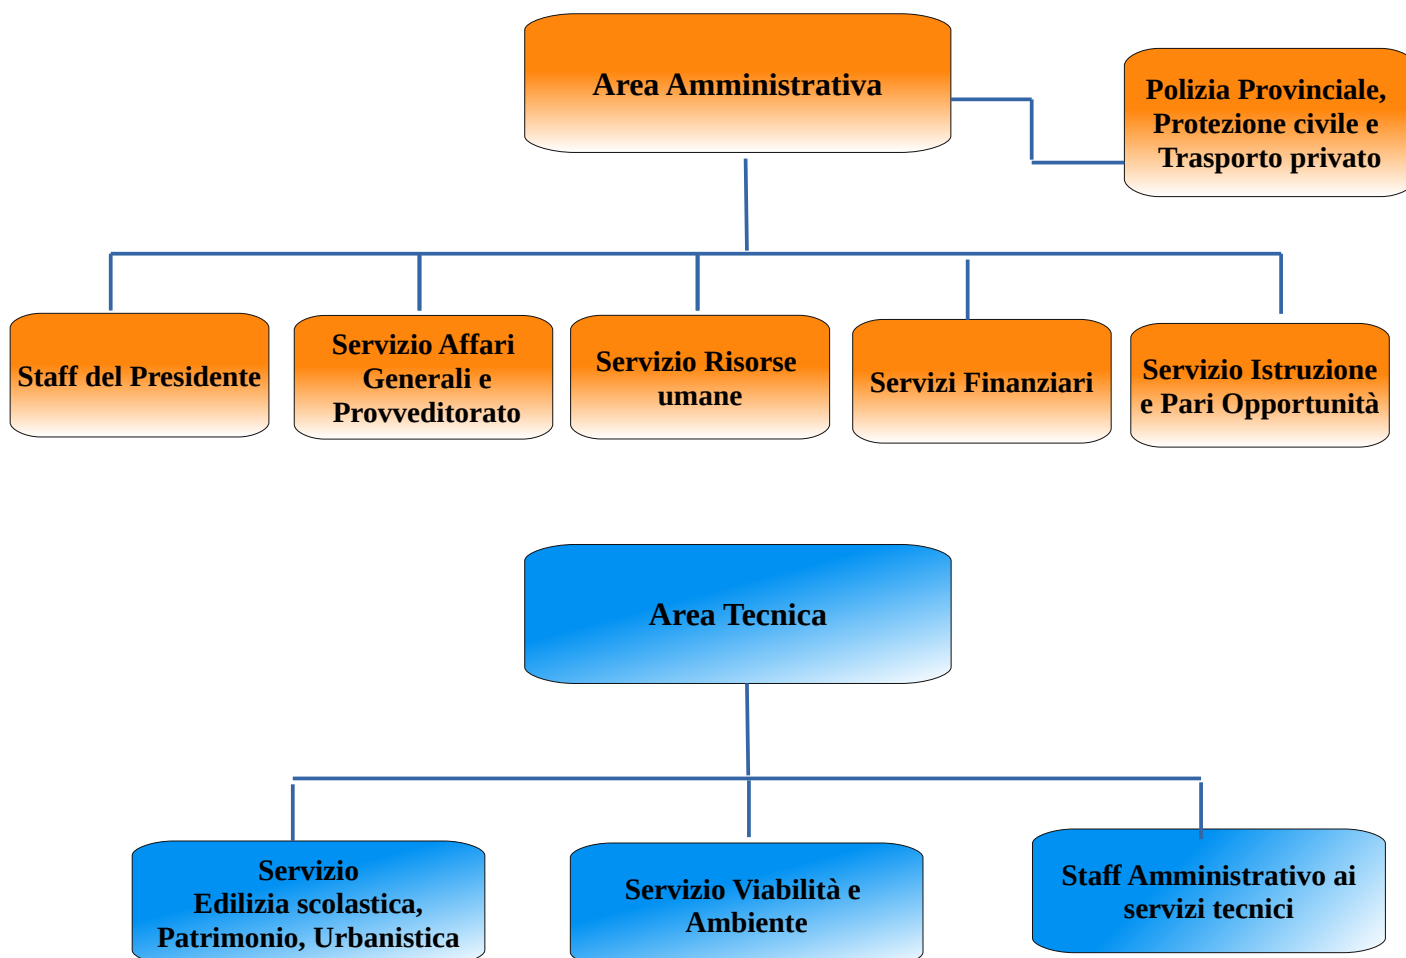 Area Amministrativa
Polizia Provinciale,
Protezione civile e
Trasporto privato
Staff del Presidente
Servizio Affari
Generali e
Provveditorato
Servizio Risorse
umane
Servizi Finanziari
Servizio Istruzione
e Pari Opportunità
Area Tecnica
Servizio
Edilizia scolastica,
Patrimonio, Urbanistica
Servizio Viabilità e
Ambiente
Staff Amministrativo ai
servizi tecnici